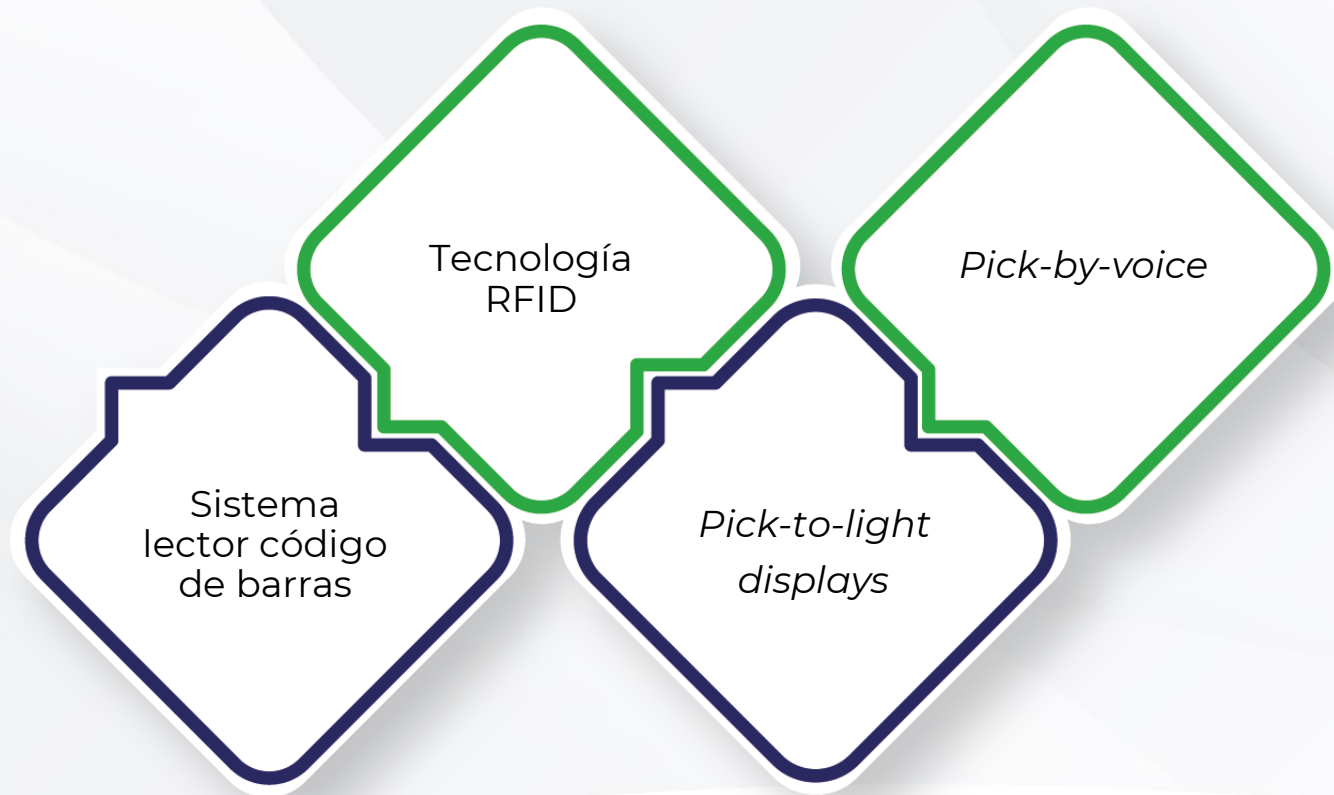 Sistema
lector código
de barras
Tecnología
RFID
Pick-to-light
displays
Pick-by-voice